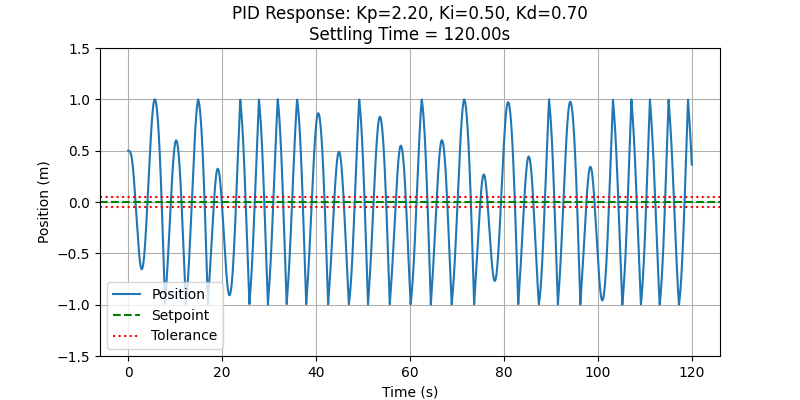 PID Response: Kp=2.20, Ki=0.50, Kd=0.70
Settling Time = 120.00s
1.5
1.0
0.5
0.0
−0.5
−1.0
−1.5
Position (m)
Position
Setpoint
Tolerance
0 20 40 60 80 100 120
Time (s)